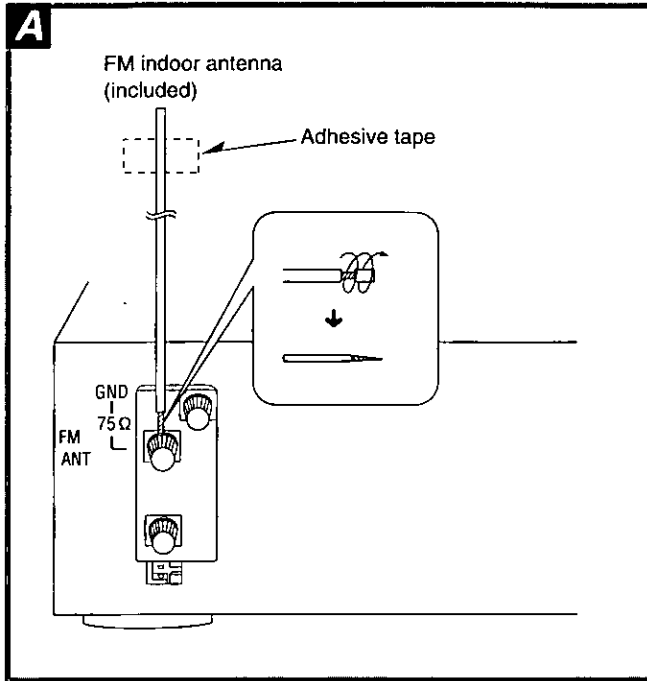 A
FM indoor antenna
(included)
Adhesive tape
GND
75 Ω
FM
ANT